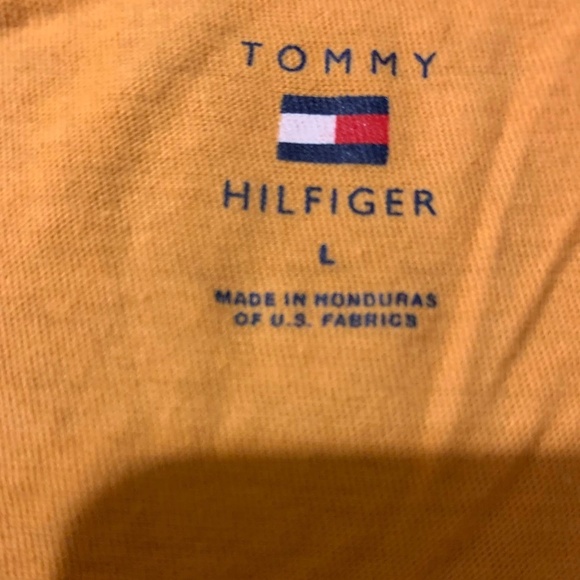 TOMMY
HILFIGER
L
MADE IN HONDURAS
OF U.S. FABRICS